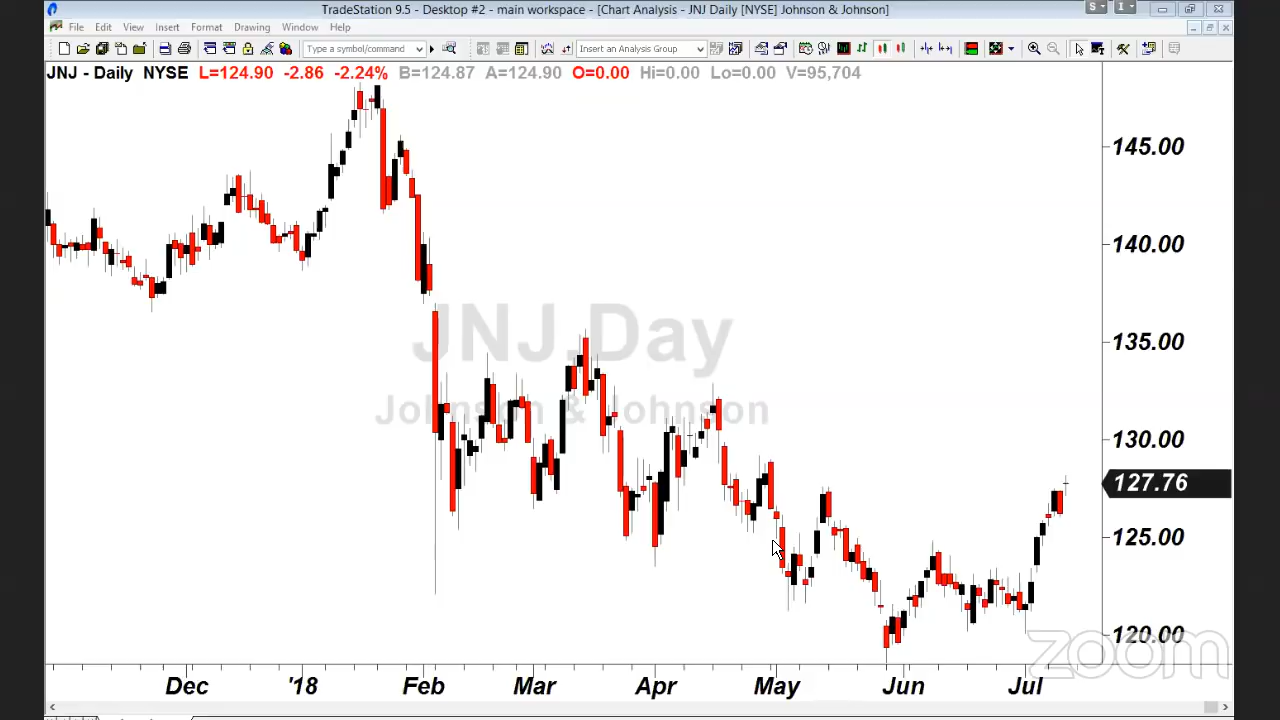 TradeStation 9.5 - Desktop #2 - main workspace - [Chart Analysis - JNJ Daily [NYSE] Johnson & Johnson]
S I
File Edit View Insert Format Drawing Window Help
Type a symbol/command Insert an Analysis Group
JNJ - Daily NYSE L=124.90 -2.86 -2.24% B=124.87 A=124.90 O=0.00 Hi=0.00 Lo=0.00 V=95,704
145.00
140.00
JNJ,Day
135.00
Johnson & Johnson
130.00
127.76
125.00
120.00
zoom
Dec '18 Feb Mar Apr May Jun Jul